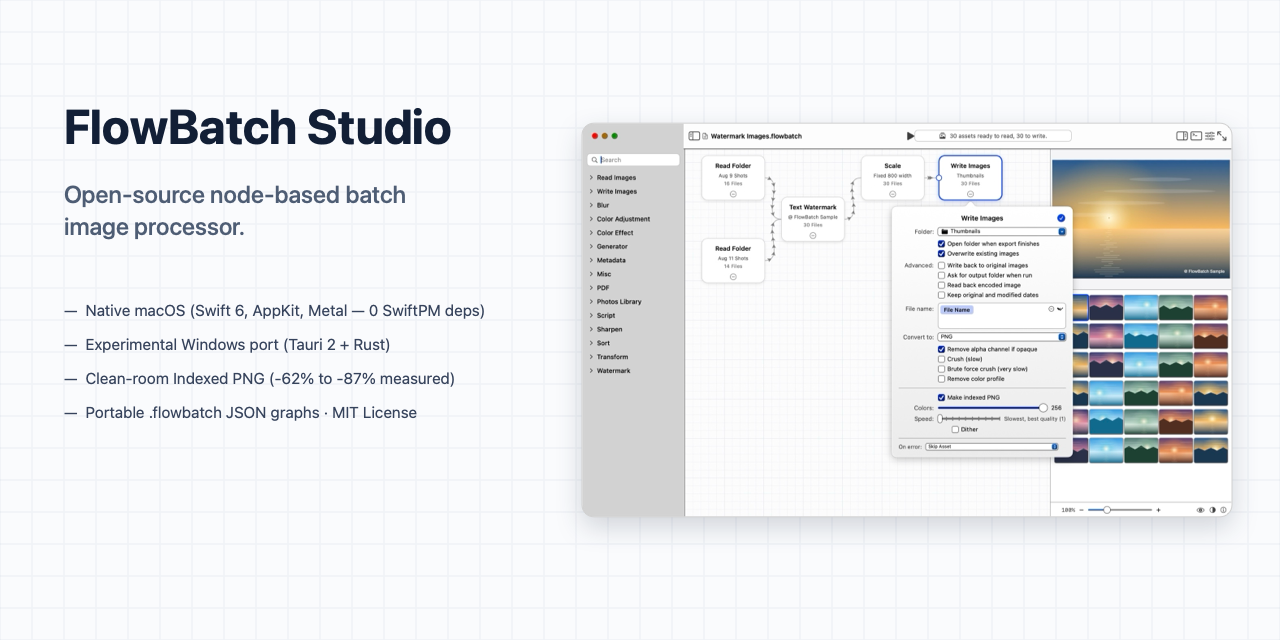 FlowBatch Studio
Open-source node-based batch
image processor.
— Native macOS (Swift 6, AppKit, Metal — 0 SwiftPM deps)
— Experimental Windows port (Tauri 2 + Rust)
— Clean-room Indexed PNG (-62% to -87% measured)
— Portable .flowbatch JSON graphs · MIT License
Watermark Images.flowbatch
30 assets ready to read, 30 to write.
Search
Read Images
Write Images
Blur
Color Adjustment
Color Effect
Generator
Metadata
Misc
PDF
Photos Library
Script
Sharpen
Sort
Transform
Watermark
Read Folder
Aug 9 Shots
16 Files
Read Folder
Aug 11 Shots
14 Files
Text Watermark
@ FlowBatch Sample
30 Files
Scale
Fixed 800 width
30 Files
Write Images
Thumbnails
30 Files
Write Images
Folder: Thumbnails
Open folder when export finishes
Overwrite existing images
Advanced: Write back to original images
Ask for output folder when run
Read back encoded image
Keep original and modified dates
File name: File Name
Convert to: PNG
Remove alpha channel if opaque
Crush (slow)
Brute force crush (very slow)
Remove color profile
Make indexed PNG
Colors: 256
Speed: Slowest, best quality (1)
Dither
On error: Skip Asset
© FlowBatch Sample
100% − +